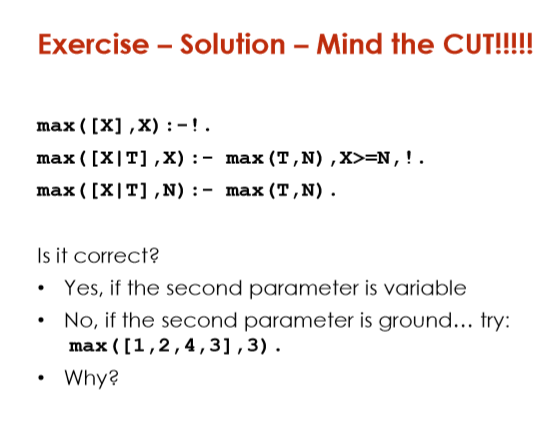 Exercise – Solution – Mind the CUT!!!!!
max([X],X):-!.
max([X|T],X):- max(T,N),X>=N,!.
max([X|T],N):- max(T,N).
Is it correct?
• Yes, if the second parameter is variable
• No, if the second parameter is ground... try:
max([1,2,4,3],3).
• Why?